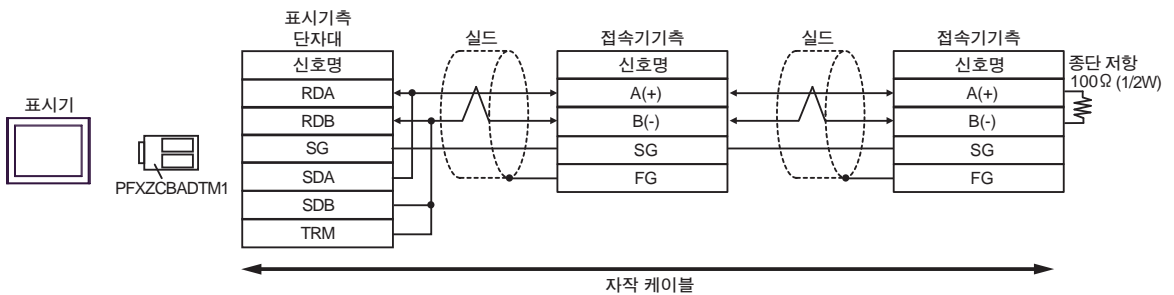 표시기
PFXZCBADTM1
표시기측
단자대
신호명
RDA
RDB
SG
SDA
SDB
TRM
실드
접속기기측
신호명
A(+)
B(-)
SG
FG
실드
접속기기측
신호명
A(+)
B(-)
SG
FG
종단 저항
100Ω (1/2W)
자작 케이블